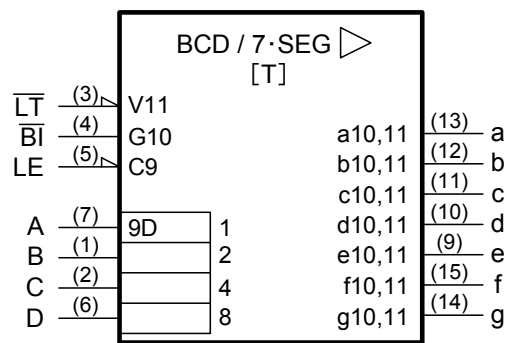 BCD / 7·SEG ▷
[T]
L̅T̅ (3) V11
B̅I̅ (4) G10
LE (5) C9
a10,11 (13) a
b10,11 (12) b
c10,11 (11) c
A (7) 9D 1 d10,11 (10) d
B (1) 2 e10,11 (9) e
C (2) 4 f10,11 (15) f
D (6) 8 g10,11 (14) g